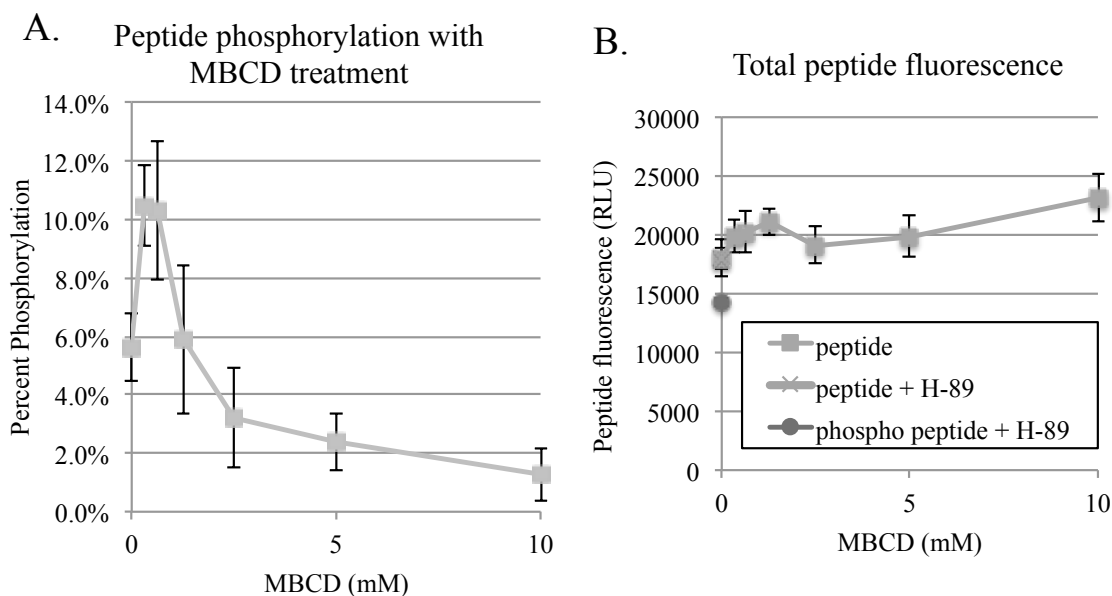 A.
Peptide phosphorylation with
MBCD treatment
14.0%
12.0%
10.0%
8.0%
6.0%
4.0%
2.0%
0.0%
Percent Phosphorylation
0
5
10
MBCD (mM)
B.
Total peptide fluorescence
30000
25000
20000
15000
10000
5000
0
Peptide fluorescence (RLU)
peptide
peptide + H-89
phospho peptide + H-89
0
5
10
MBCD (mM)